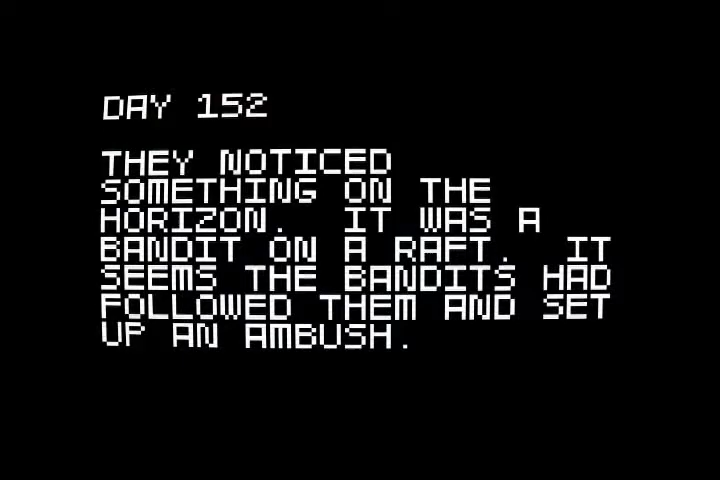 DAY 152
THEY NOTICED
SOMETHING ON THE
HORIZON.  IT WAS A
BANDIT ON A RAFT.  IT
SEEMS THE BANDITS HAD
FOLLOWED THEM AND SET
UP AN AMBUSH.